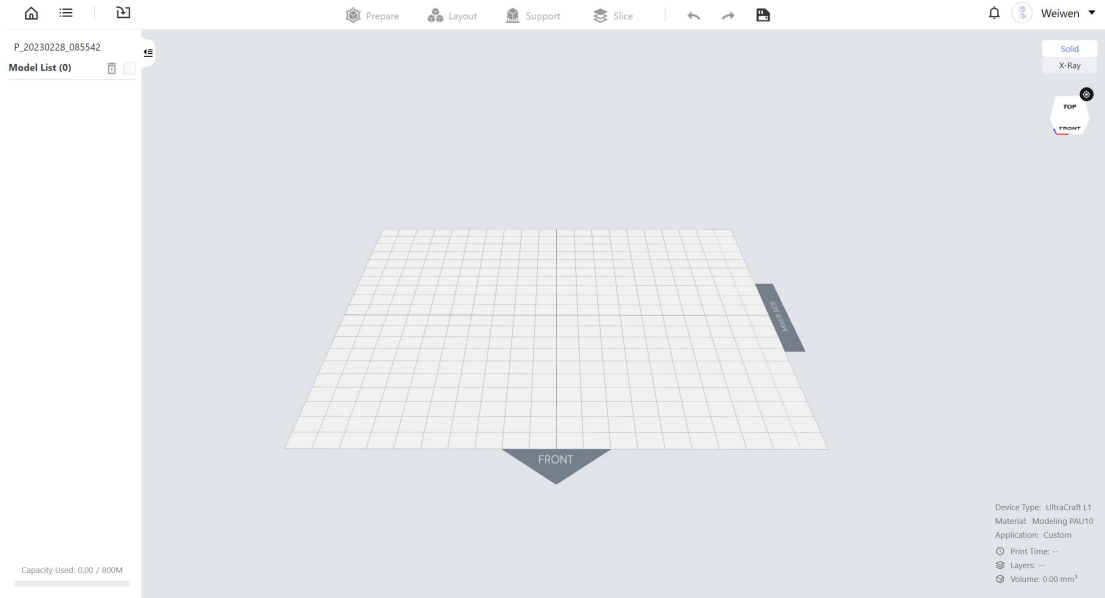 Prepare Layout Support Slice Weiwen
P_20230228_085542
Model List (0)
Solid
X-Ray
TOP
FRONT
FRONT
Device Type: UltraCraft L1
Material: Modeling PAU10
Application: Custom
Print Time: --
Layers: --
Volume: 0.00 mm³
Capacity Used: 0.00 / 800M